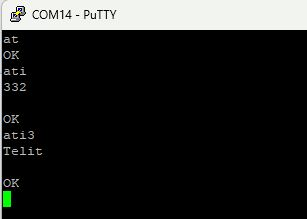 COM14 - PuTTY
at
OK
ati
332
OK
ati3
Telit
OK